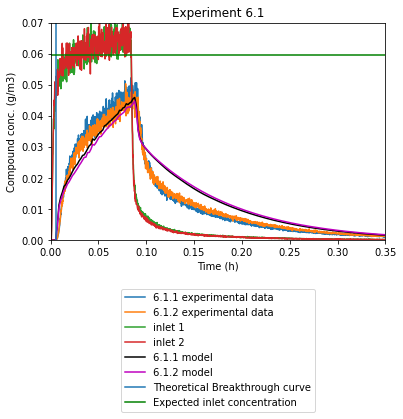 Experiment 6.1
Compound conc. (g/m3)
0.07
0.06
0.05
0.04
0.03
0.02
0.01
0.00
0.00 0.05 0.10 0.15 0.20 0.25 0.30 0.35
Time (h)
6.1.1 experimental data
6.1.2 experimental data
inlet 1
inlet 2
6.1.1 model
6.1.2 model
Theoretical Breakthrough curve
Expected inlet concentration